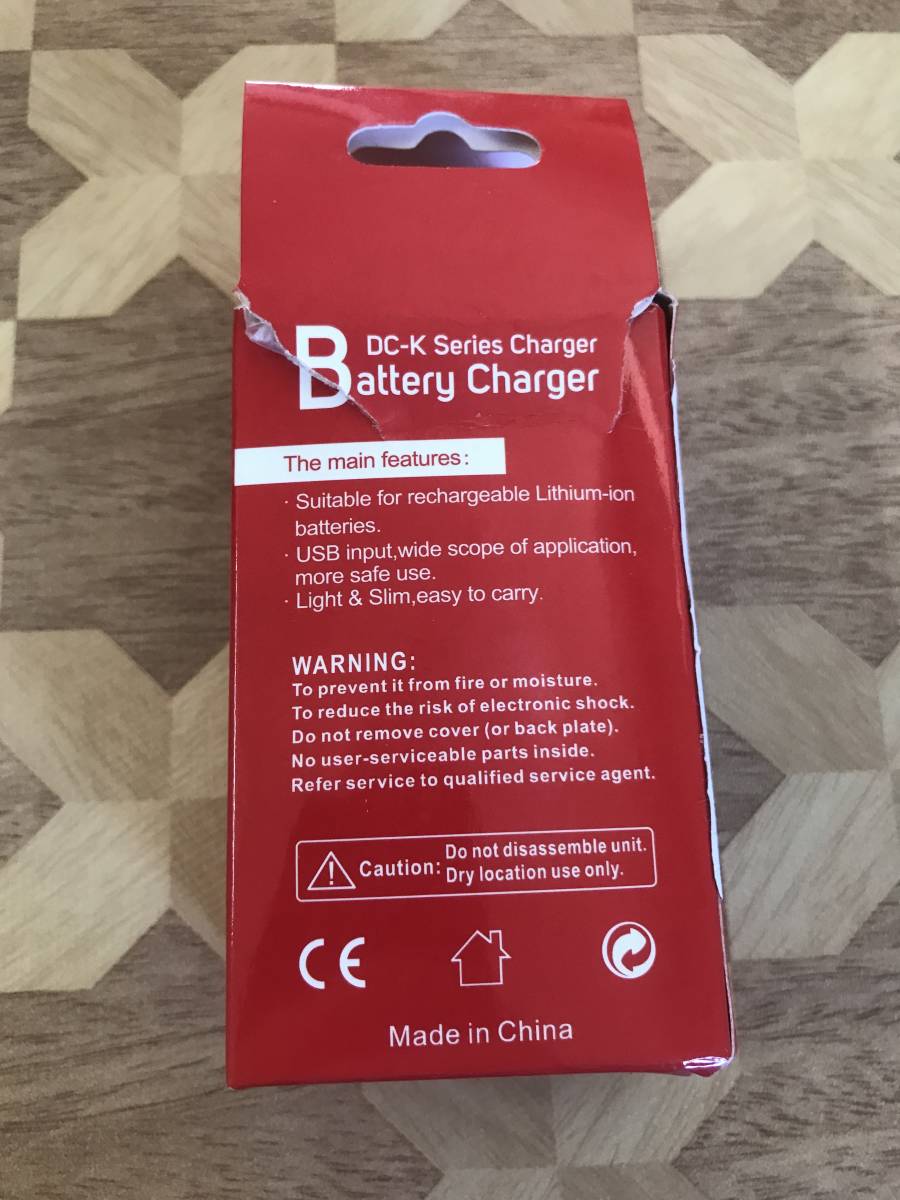 DC-K Series Charger
Battery Charger
The main features:
· Suitable for rechargeable Lithium-ion
batteries.
· USB input,wide scope of application,
more safe use.
· Light & Slim,easy to carry.
WARNING:
To prevent it from fire or moisture.
To reduce the risk of electronic shock.
Do not remove cover (or back plate).
No user-serviceable parts inside.
Refer service to qualified service agent.
Caution: Do not disassemble unit.
Dry location use only.
CE
Made in China